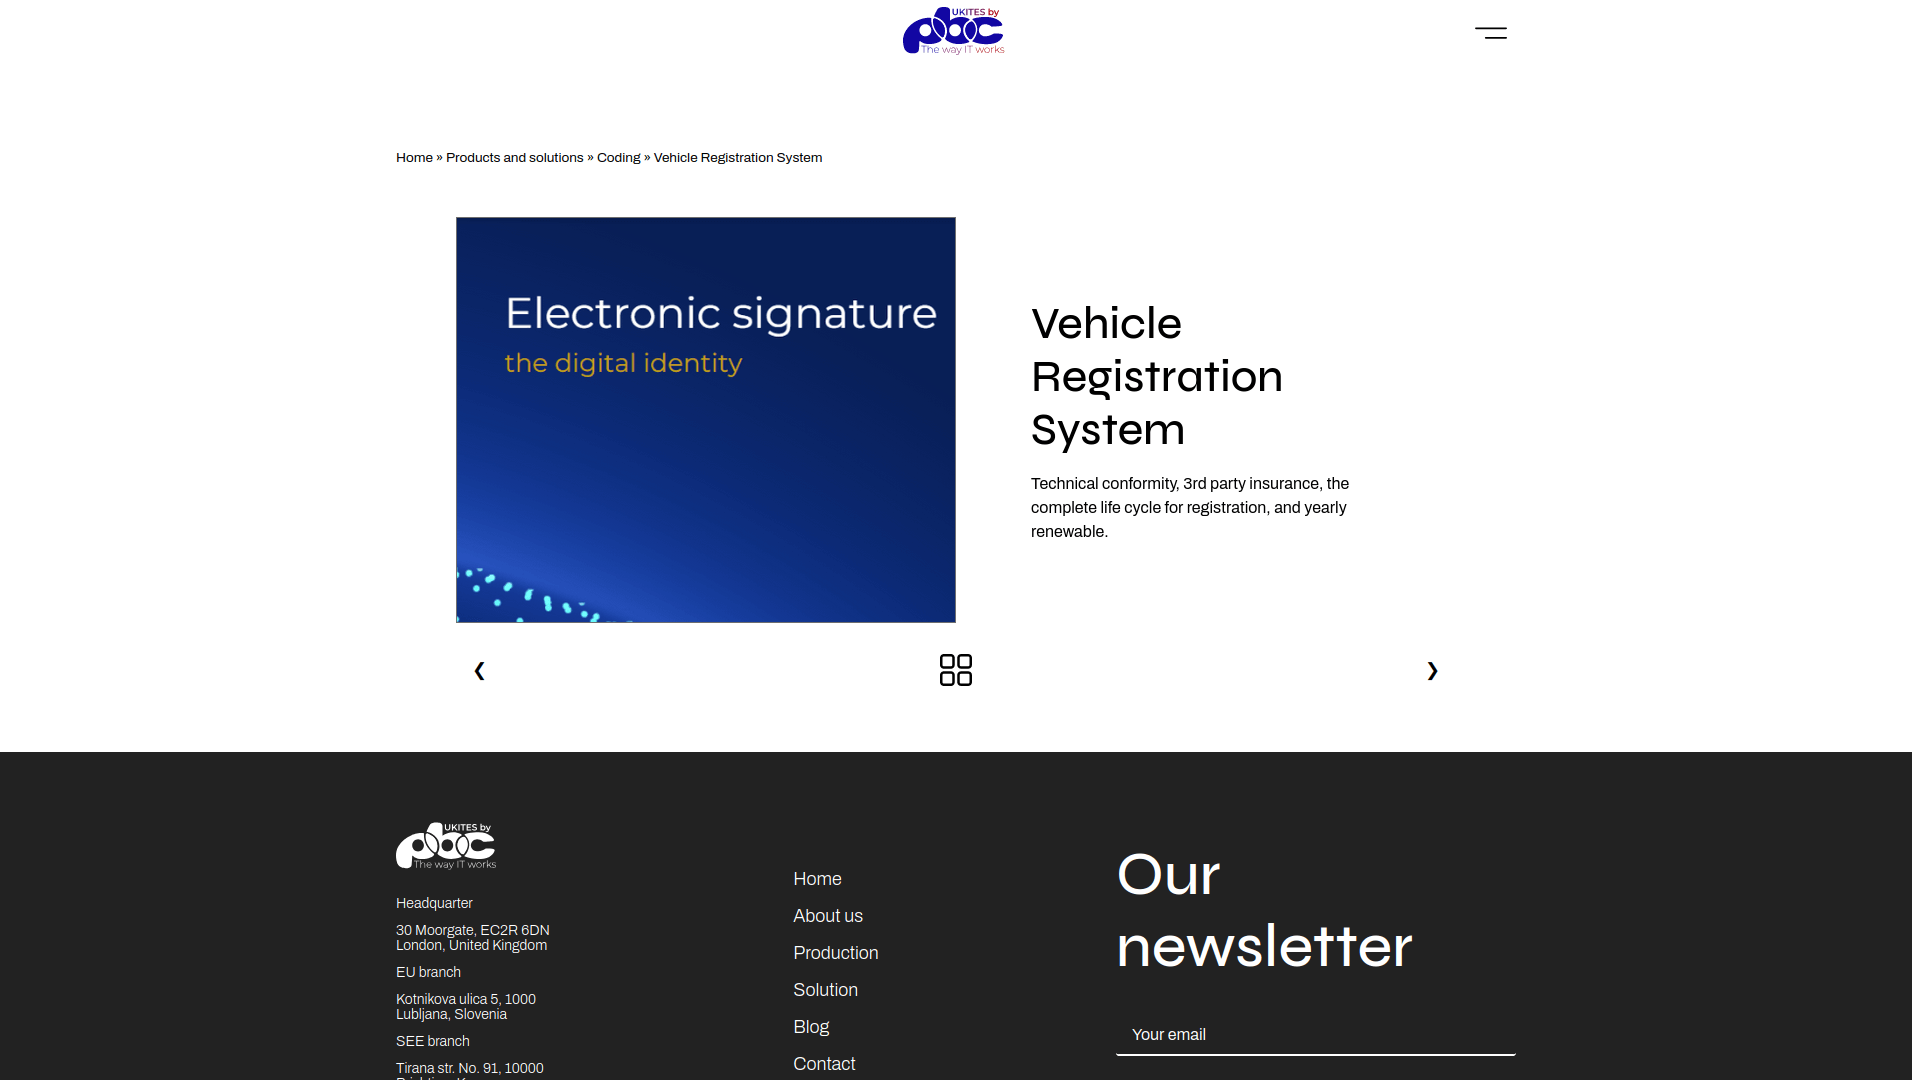 UKITES by
pbc
The way IT works
Home » Products and solutions » Coding » Vehicle Registration System
Electronic signature
the digital identity
Vehicle
Registration
System
Technical conformity, 3rd party insurance, the
complete life cycle for registration, and yearly
renewable.
UKITES by
pbc
The way IT works
Headquarter
30 Moorgate, EC2R 6DN
London, United Kingdom
EU branch
Kotnikova ulica 5, 1000
Lubljana, Slovenia
SEE branch
Tirana str. No. 91, 10000
Home
About us
Production
Solution
Blog
Contact
Our
newsletter
Your email